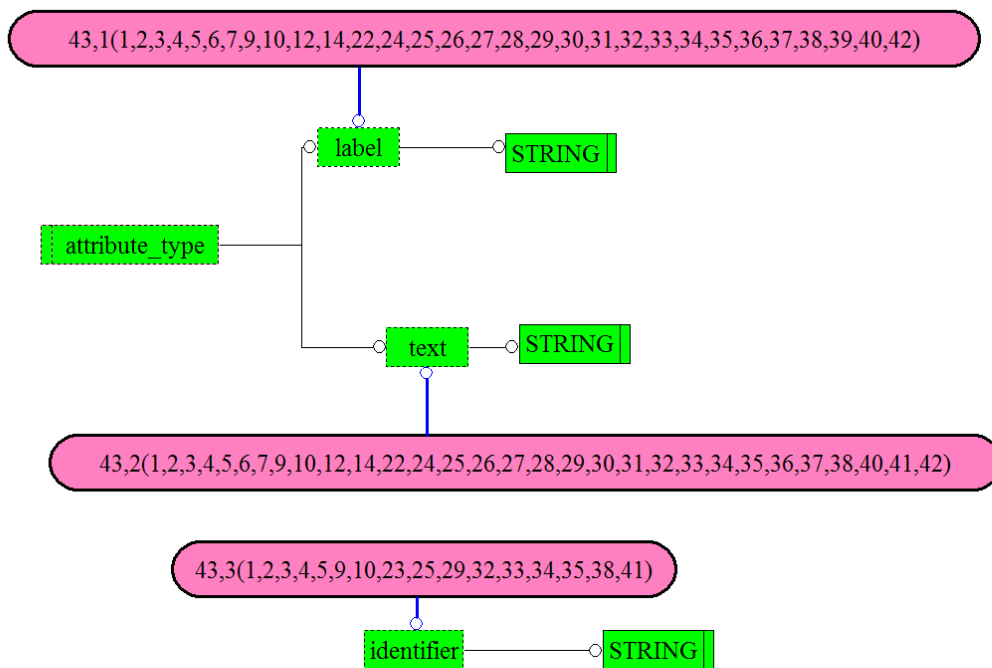 43,1(1,2,3,4,5,6,7,9,10,12,14,22,24,25,26,27,28,29,30,31,32,33,34,35,36,37,38,39,40,42)
label
STRING
attribute_type
text
STRING
43,2(1,2,3,4,5,6,7,9,10,12,14,22,24,25,26,27,28,29,30,31,32,33,34,35,36,37,38,40,41,42)
43,3(1,2,3,4,5,9,10,23,25,29,32,33,34,35,38,41)
identifier
STRING